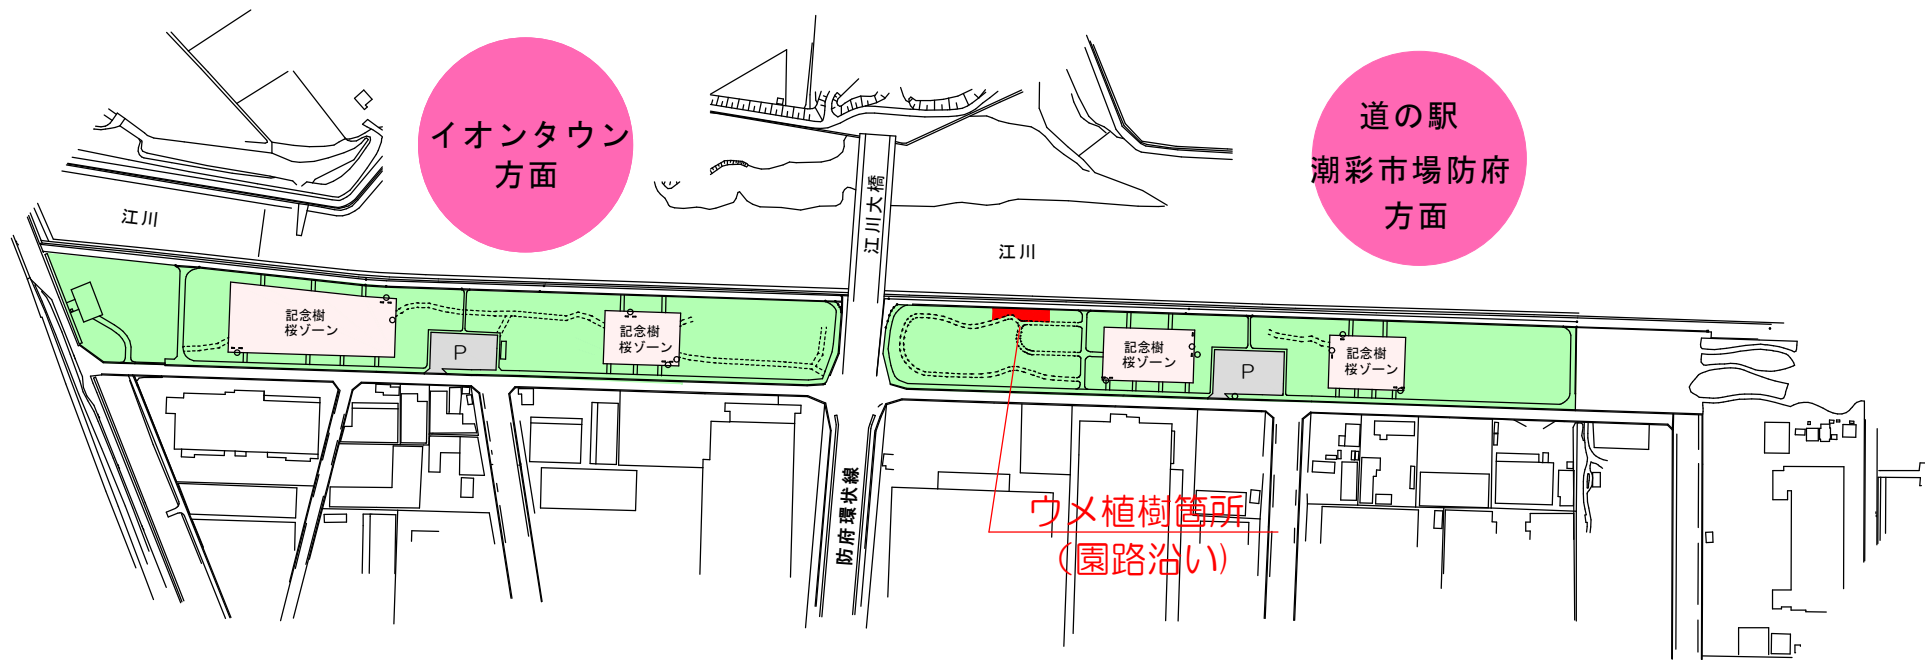 イオンタウン
方面
道の駅
潮彩市場防府
方面
江川
江川大橋
江川
記念樹
桜ゾーン
P
記念樹
桜ゾーン
記念樹
桜ゾーン
P
記念樹
桜ゾーン
防府環状線
ウメ植樹箇所
(園路沿い)